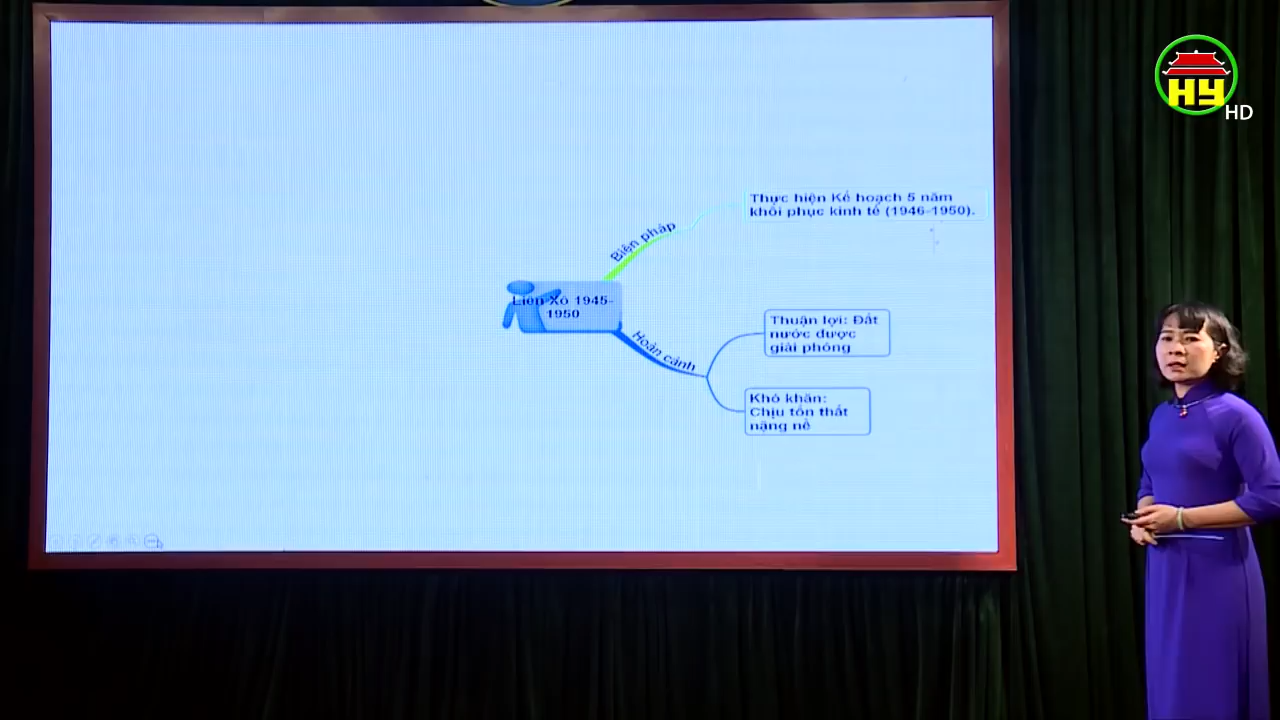 HY
HD
Thực hiện Kế hoạch 5 năm
khôi phục kinh tế (1946-1950).
Biện pháp
Liên Xô 1945-
1950
Hoàn cảnh
Thuận lợi: Đất
nước được
giải phóng
Khó khăn:
Chịu tổn thất
nặng nề